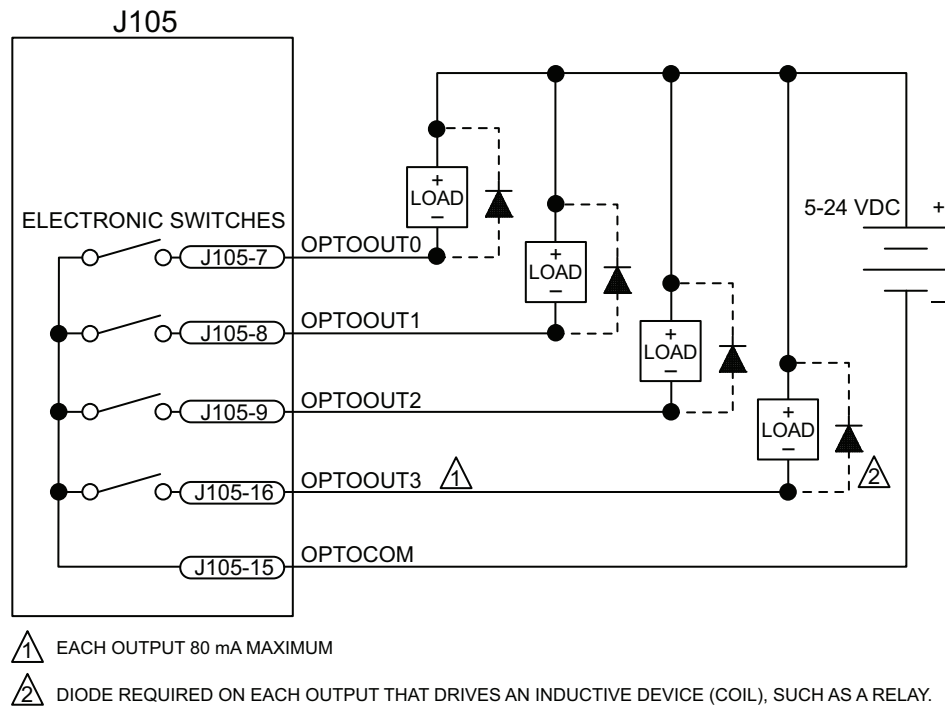 J105
5-24 VDC +
+
LOAD
–
ELECTRONIC SWITCHES
J105-7 OPTOOUT0
+
LOAD
–
–
J105-8 OPTOOUT1
+
LOAD
–
J105-9 OPTOOUT2
+
LOAD
–
J105-16 OPTOOUT3 1 2
J105-15 OPTOCOM
1 EACH OUTPUT 80 mA MAXIMUM
2 DIODE REQUIRED ON EACH OUTPUT THAT DRIVES AN INDUCTIVE DEVICE (COIL), SUCH AS A RELAY.